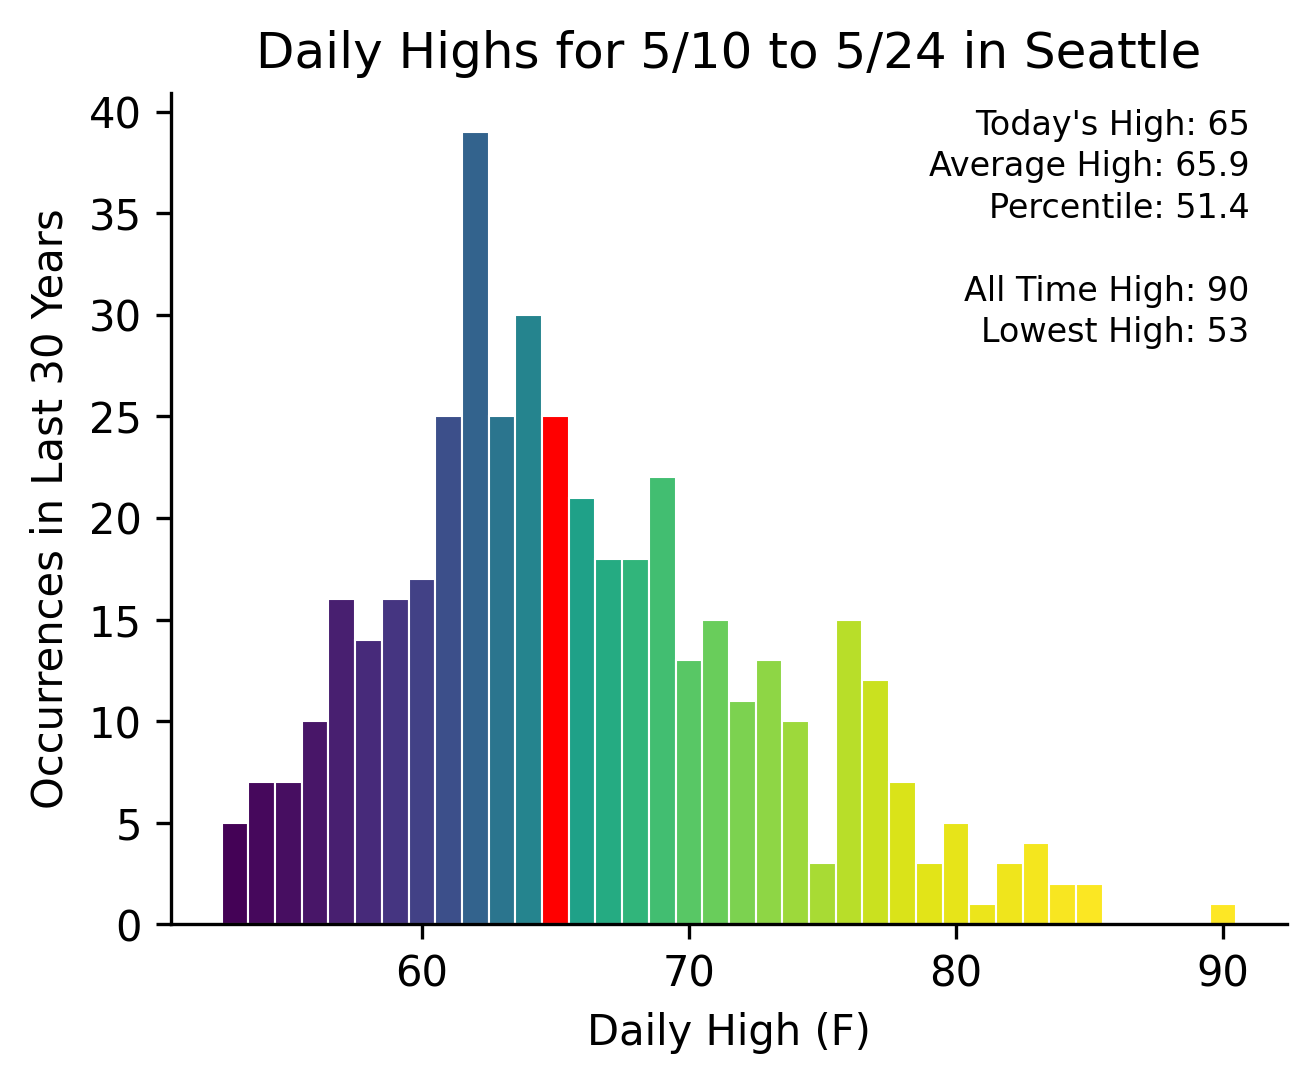 Daily Highs for 5/10 to 5/24 in Seattle
Today's High: 65
Average High: 65.9
Percentile: 51.4
All Time High: 90
Lowest High: 53
Occurrences in Last 30 Years
40
35
30
25
20
15
10
5
0
60 70 80 90
Daily High (F)